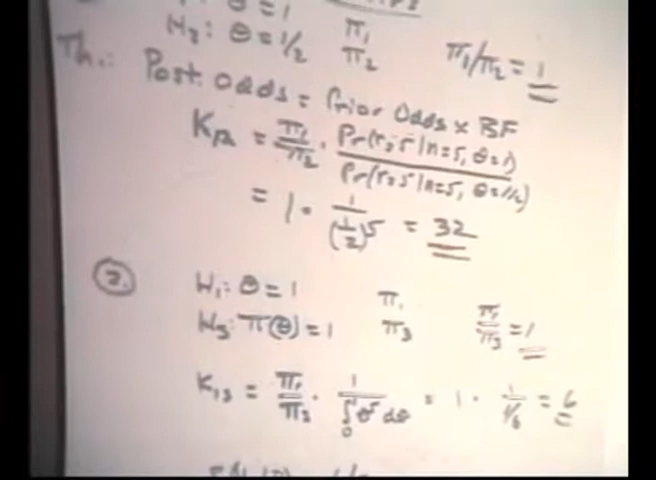 θ = 1 π₁
H₂: θ = 1/2 π₂ π₁/π₂ = 1
Th.: Post. Odds = Prior Odds × BF
K₁₂ = π₁/π₂ · Pr(r=5|n=5, θ=1) / Pr(r=5|n=5, θ=1/2)
= 1 · 1/(1/2)⁵ = 32
2. H₁: θ = 1 π₁
H₃: π(θ) = 1 π₃ π₁/π₃ = 1
K₁₃ = π₁/π₃ · 1/∫₀¹ θ⁵ dθ = 1 · 1/(1/6) = 6